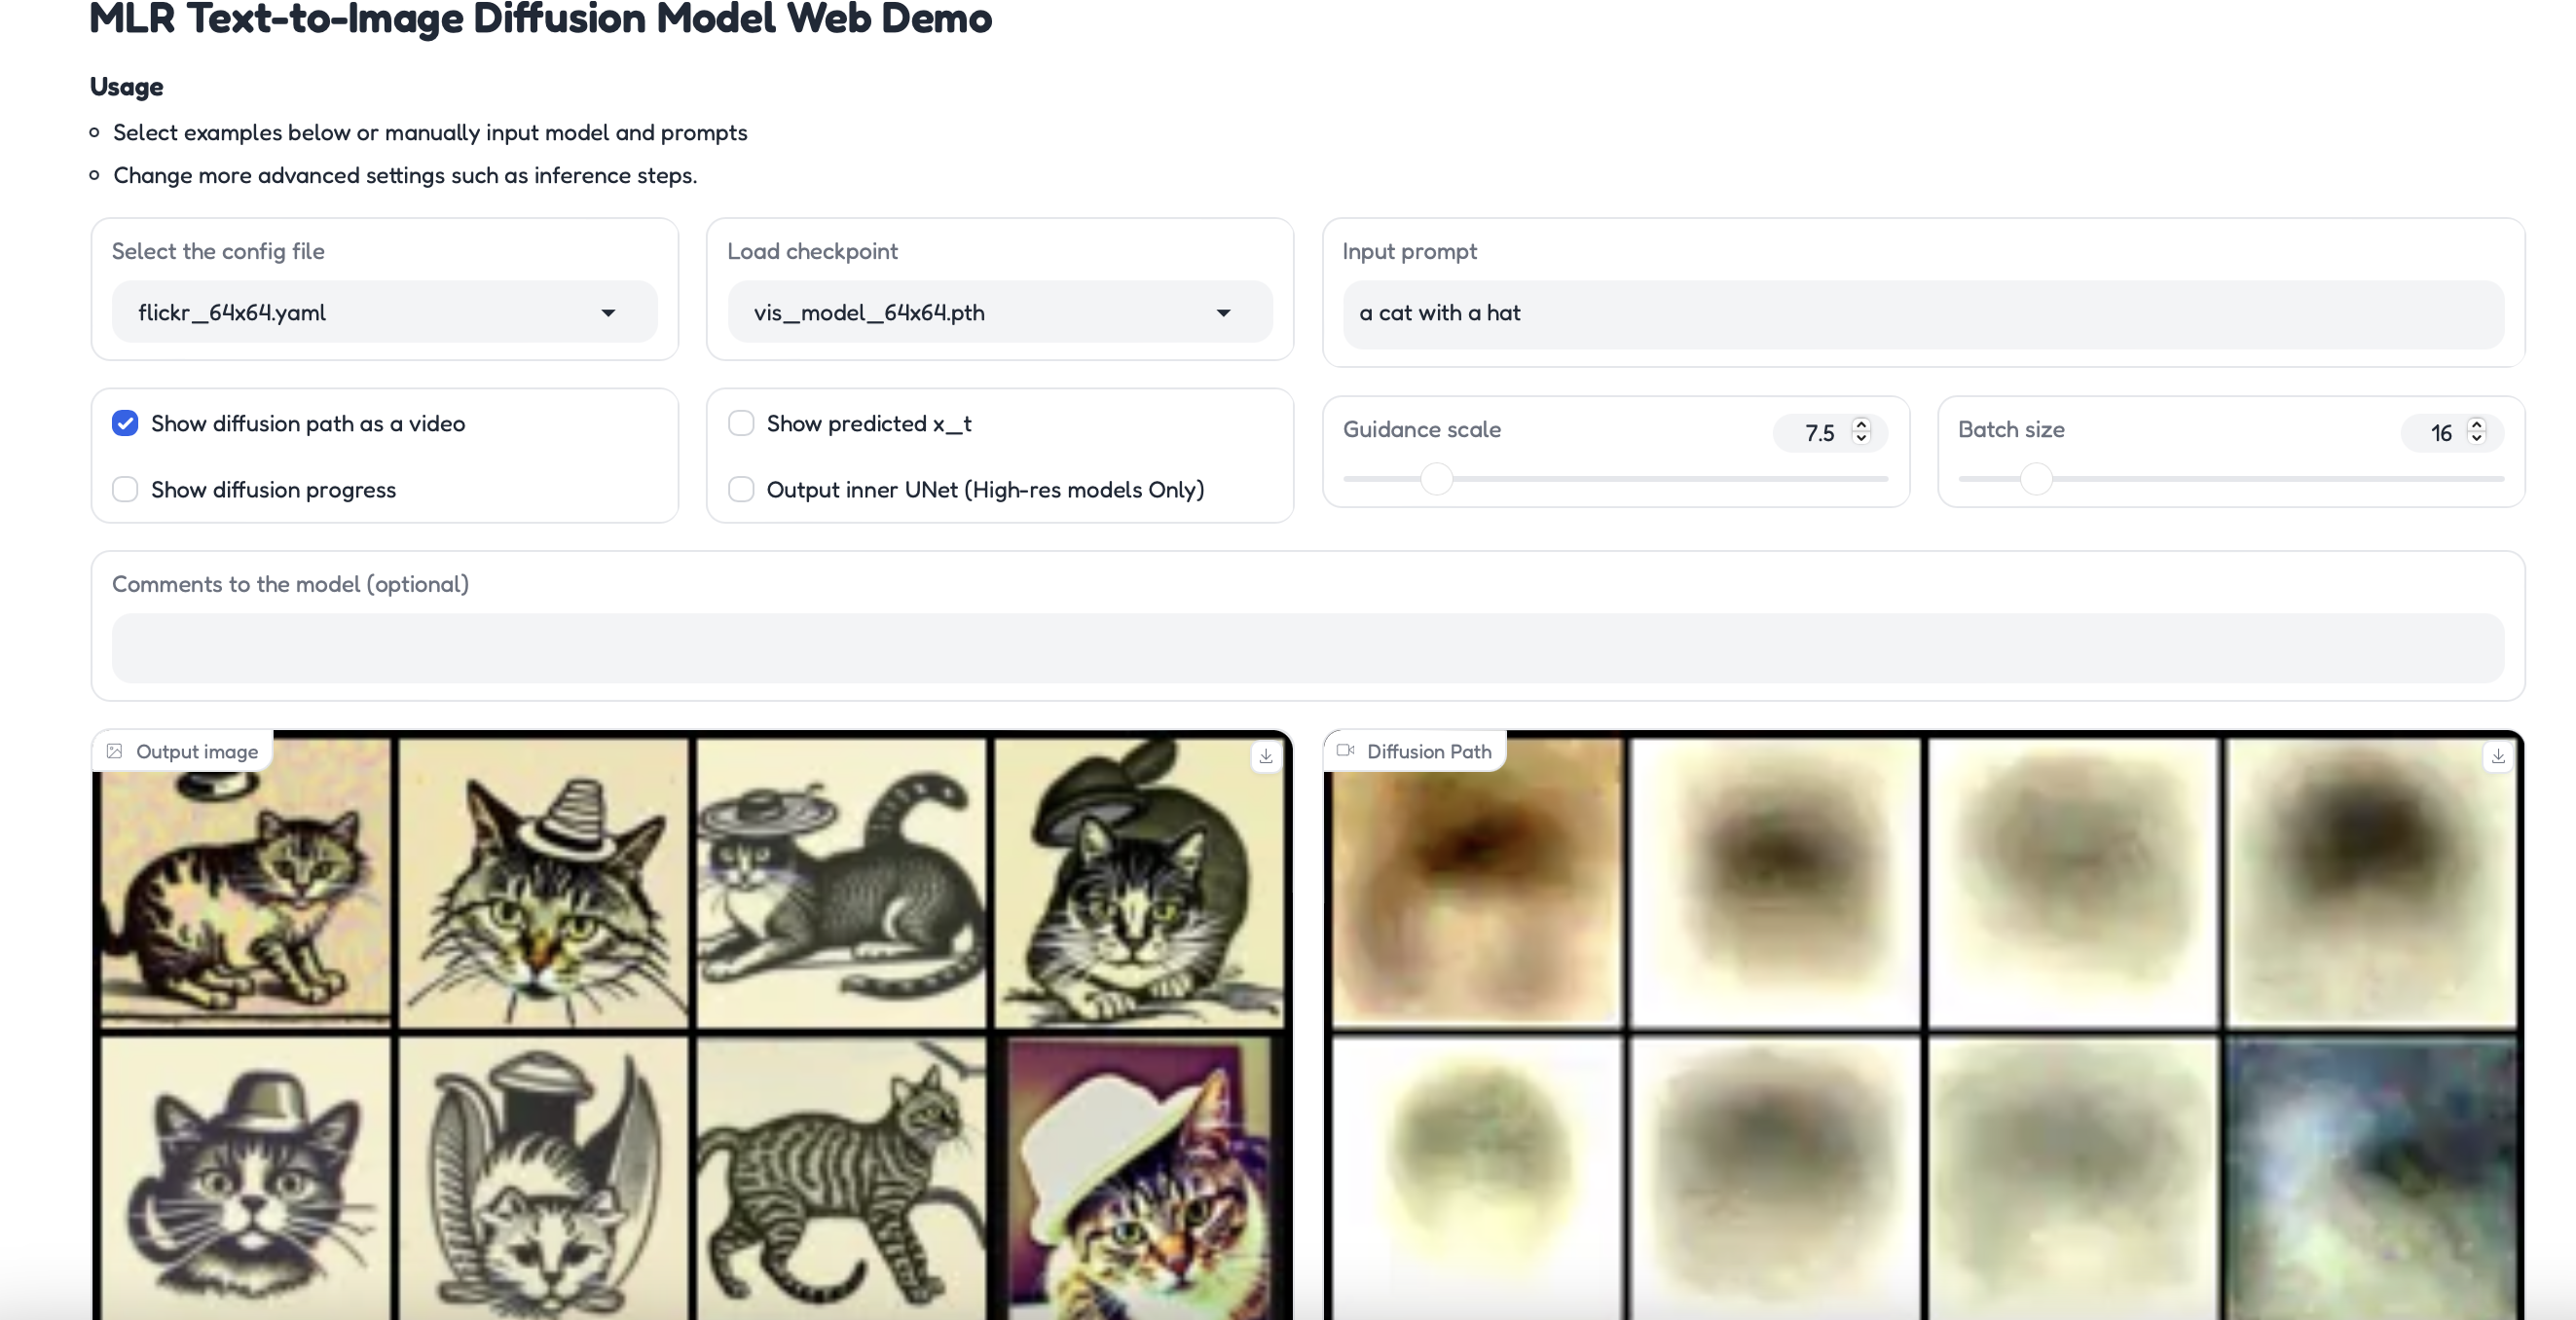 MLR Text-to-Image Diffusion Model Web Demo
Usage
Select examples below or manually input model and prompts
Change more advanced settings such as inference steps.
Select the config file
flickr_64x64.yaml
Load checkpoint
vis_model_64x64.pth
Input prompt
a cat with a hat
Show diffusion path as a video
Show diffusion progress
Show predicted x_t
Output inner UNet (High-res models Only)
Guidance scale
7.5
Batch size
16
Comments to the model (optional)
Output image
Diffusion Path